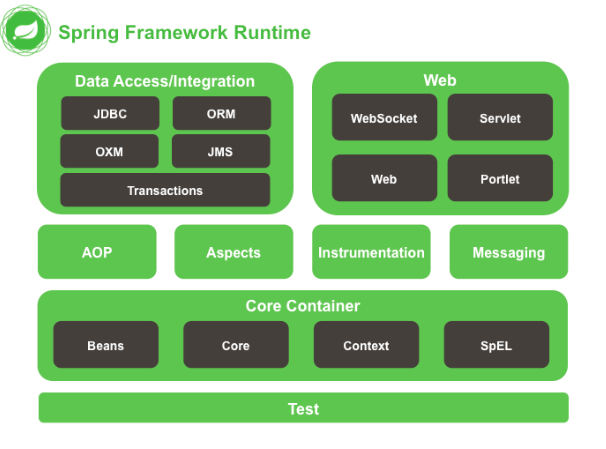 Spring Framework Runtime
Data Access/Integration
JDBC
ORM
OXM
JMS
Transactions
Web
WebSocket
Servlet
Web
Portlet
AOP
Aspects
Instrumentation
Messaging
Core Container
Beans
Core
Context
SpEL
Test